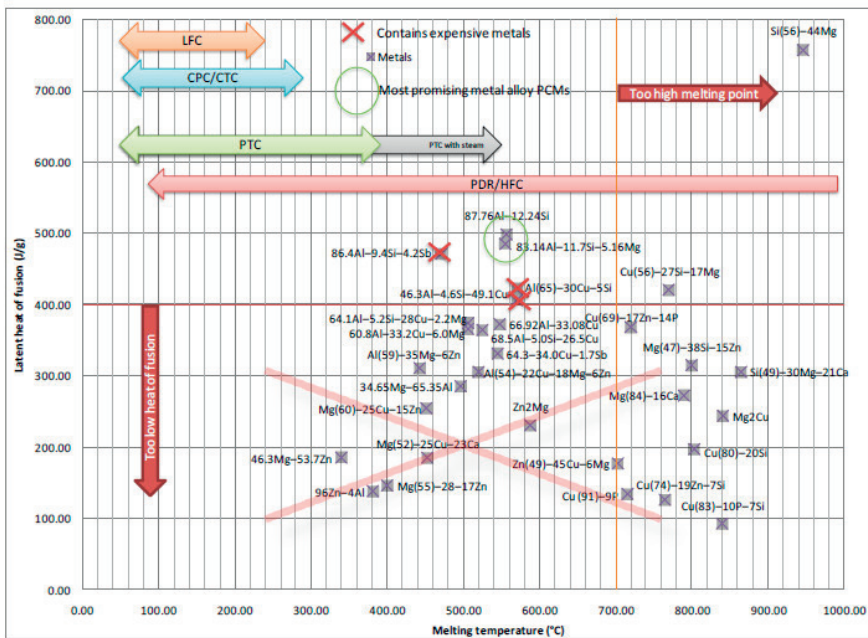 800.00
700.00
600.00
500.00
400.00
300.00
200.00
100.00
0.00
Latent heat of fusion (J/g)
LFC
CPC/CTC
PTC
PTC with steam
PDR/HFC
Contains expensive metals
Metals
Most promising metal alloy PCMs
Too high melting point
Too low heat of fusion
Si(56)−44Mg
87.76Al−12.24Si
83.14Al−11.7Si−5.16Mg
86.4Al−9.4Si−4.2Sb
Cu(56)−27Si−17Mg
Al(65)−30Cu−5Si
46.3Al−4.6Si−49.1Cu
64.1Al−5.2Si−28Cu−2.2Mg
66.92Al−33.08Cu
Cu(69)−17Zn−14P
60.8Al−33.2Cu−6.0Mg
68.5Al−5.0Si−26.5Cu
Al(59)−35Mg−6Zn
64.3−34.0Cu−1.7Sb
Mg(47)−38Si−15Zn
34.65Mg−65.35Al
Al(54)−22Cu−18Mg−6Zn
Si(49)−30Mg−21Ca
Mg(60)−25Cu−15Zn
Zn2Mg
Mg(84)−16Ca
Mg2Cu
Mg(52)−25Cu−23Ca
46.3Mg−53.7Zn
Zn(49)−45Cu−6Mg
Cu(80)−20Si
96Zn−4Al
Mg(55)−28−17Zn
Cu (91)−9P
Cu(74)−19Zn−7Si
Cu(83)−10P−7Si
0.00 100.00 200.00 300.00 400.00 500.00 600.00 700.00 800.00 900.00 1000.00
Melting temperature (°C)